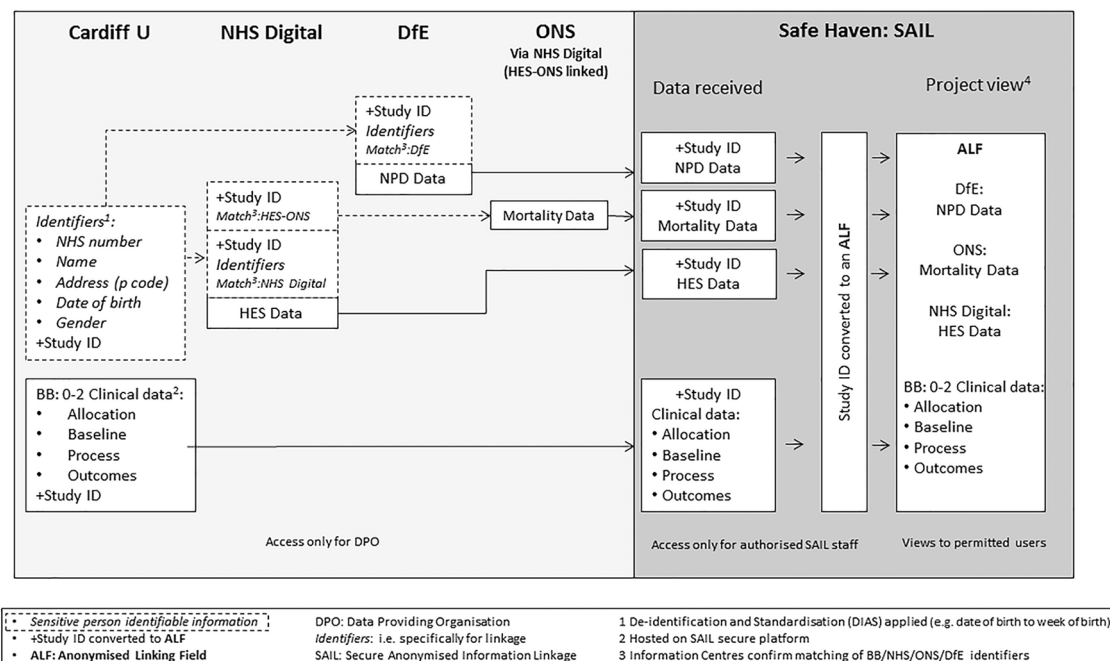 Cardiff U
NHS Digital
DfE
ONS
Via NHS Digital
(HES-ONS linked)
Safe Haven: SAIL
Data received
Project view4
+Study ID
Identifiers
Match3:DfE
NPD Data
+Study ID
Match3:HES-ONS
+Study ID
Identifiers
Match3:NHS Digital
HES Data
Mortality Data
Identifiers1:
• NHS number
• Name
• Address (p code)
• Date of birth
• Gender
+Study ID
BB: 0-2 Clinical data2:
• Allocation
• Baseline
• Process
• Outcomes
+Study ID
+Study ID
NPD Data
+Study ID
Mortality Data
+Study ID
HES Data
+Study ID
Clinical data:
• Allocation
• Baseline
• Process
• Outcomes
Study ID converted to an ALF
ALF
DfE:
NPD Data
ONS:
Mortality Data
NHS Digital:
HES Data
BB: 0-2 Clinical data:
• Allocation
• Baseline
• Process
• Outcomes
Access only for DPO
Access only for authorised SAIL staff
Views to permitted users
• Sensitive person identifiable information
• +Study ID converted to ALF
• ALF: Anonymised Linking Field
DPO: Data Providing Organisation
Identifiers: i.e. specifically for linkage
SAIL: Secure Anonymised Information Linkage
1 De-identification and Standardisation (DIAS) applied (e.g. date of birth to week of birth)
2 Hosted on SAIL secure platform
3 Information Centres confirm matching of BB/NHS/ONS/DfE identifiers